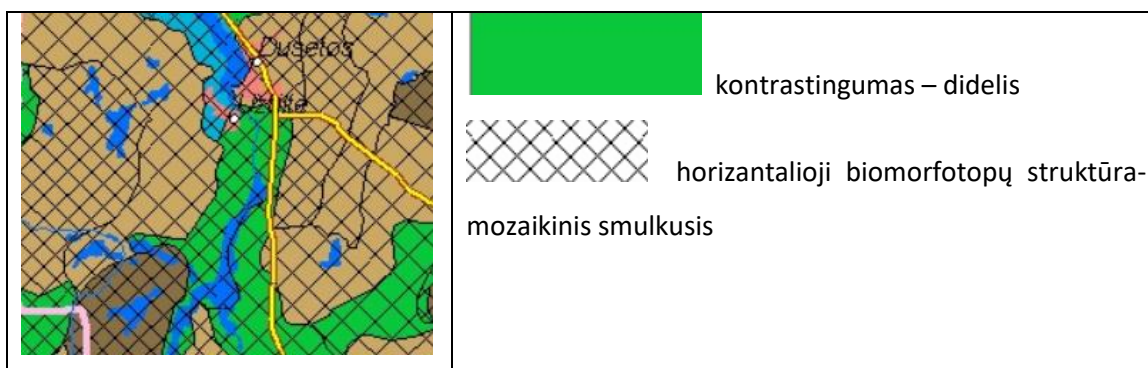 Dusetos
kontrastingumas – didelis
horizantalioji biomorfotopų struktūra-
mozaikinis smulkusis